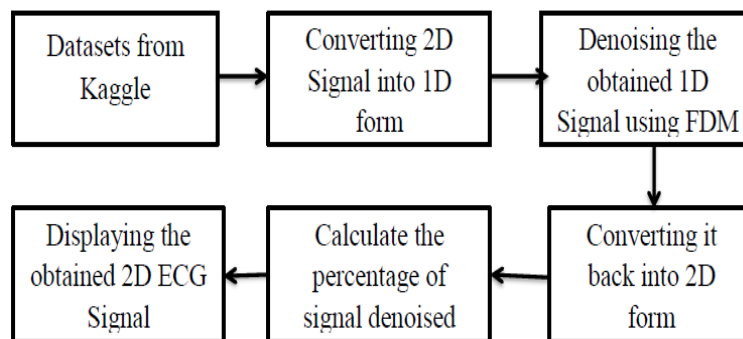 Datasets from
Kaggle
Converting 2D
Signal into 1D
form
Denoising the
obtained 1D
Signal using FDM
Converting it
back into 2D
form
Calculate the
percentage of
signal denoised
Displaying the
obtained 2D ECG
Signal